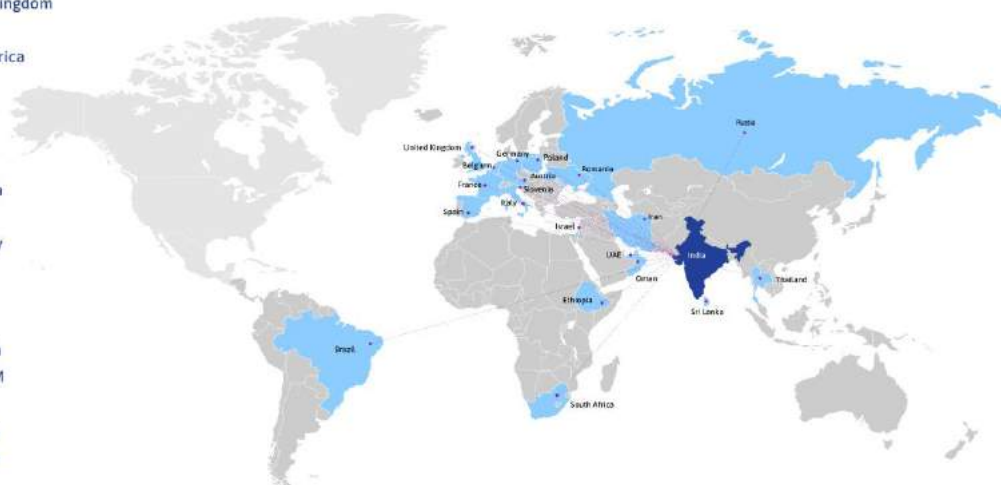 ngdom
rica
United Kingdom
Germany
Poland
Belgium
Austria
Romania
France
Slovenia
Spain
Italy
Russia
Israel
Iran
UAE
India
Oman
Thailand
Ethiopia
Sri Lanka
Brazil
South Africa